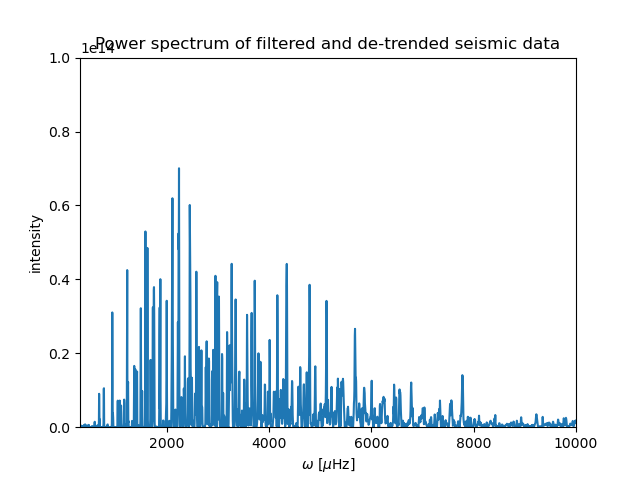 Power spectrum of filtered and de-trended seismic data
1e14
1.0
0.8
0.6
0.4
0.2
0.0
intensity
2000 4000 6000 8000 10000
ω [μHz]